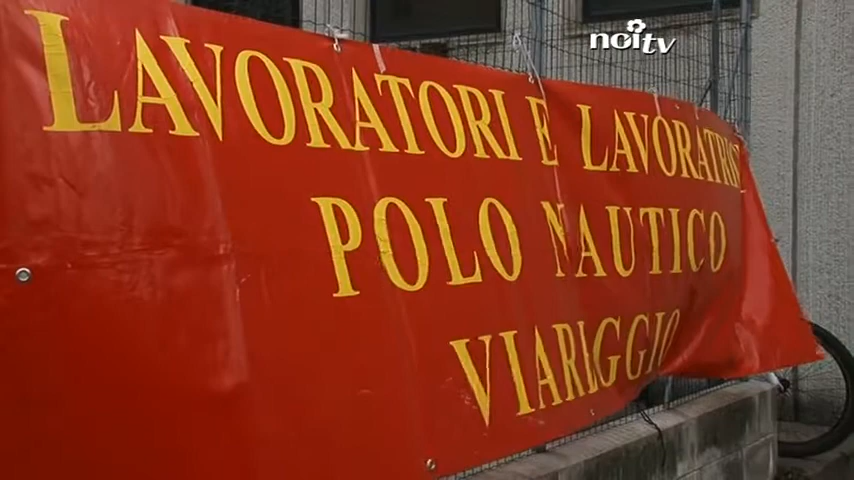 noitv
LAVORATORI E LAVORATRICI
POLO NAUTICO
VIAREGGIO